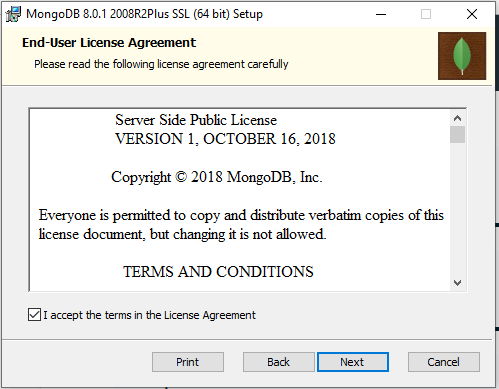 MongoDB 8.0.1 2008R2Plus SSL (64 bit) Setup
End-User License Agreement
Please read the following license agreement carefully
Server Side Public License
VERSION 1, OCTOBER 16, 2018
Copyright © 2018 MongoDB, Inc.
Everyone is permitted to copy and distribute verbatim copies of this
license document, but changing it is not allowed.
TERMS AND CONDITIONS
I accept the terms in the License Agreement
Print
Back
Next
Cancel